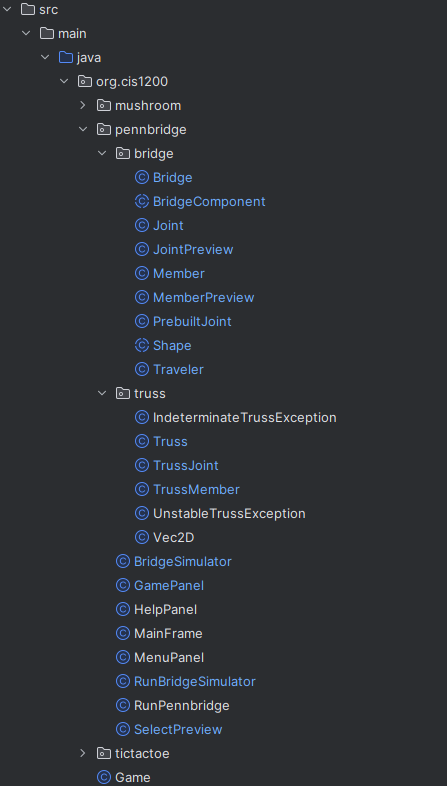 src
main
java
org.cis1200
mushroom
pennbridge
bridge
Bridge
BridgeComponent
Joint
JointPreview
Member
MemberPreview
PrebuiltJoint
Shape
Traveler
truss
IndeterminateTrussException
Truss
TrussJoint
TrussMember
UnstableTrussException
Vec2D
BridgeSimulator
GamePanel
HelpPanel
MainFrame
MenuPanel
RunBridgeSimulator
RunPennbridge
SelectPreview
tictactoe
Game